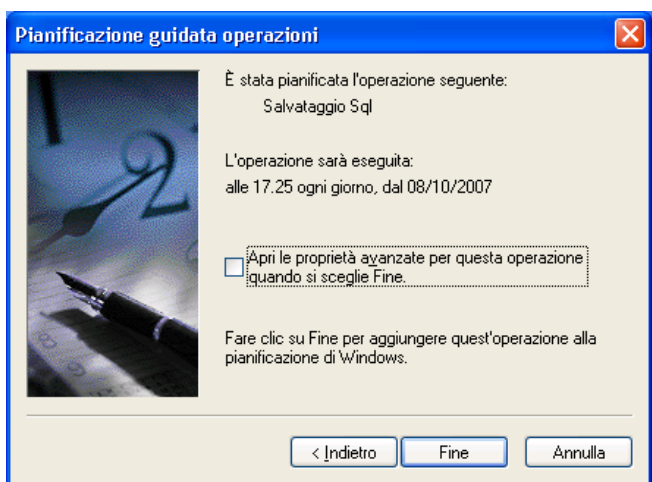 Pianificazione guidata operazioni
È stata pianificata l'operazione seguente:
Salvataggio Sql
L'operazione sarà eseguita:
alle 17.25 ogni giorno, dal 08/10/2007
Apri le proprietà avanzate per questa operazione
quando si sceglie Fine.
Fare clic su Fine per aggiungere quest'operazione alla
pianificazione di Windows.
< Indietro
Fine
Annulla